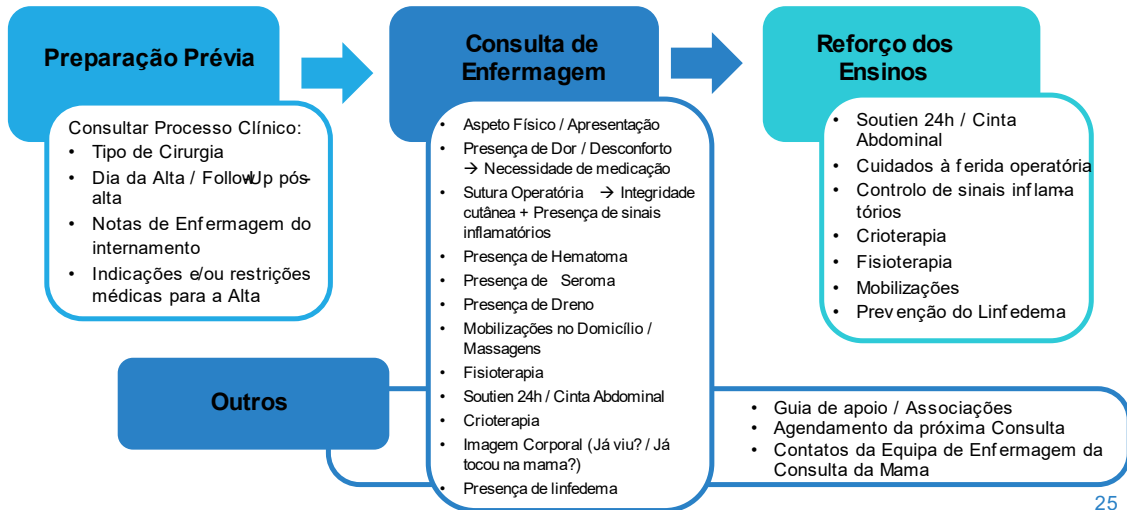 Preparação Prévia
Consultar Processo Clínico:
• Tipo de Cirurgia
• Dia da Alta / FollowUp pós-
alta
• Notas de Enfermagem do
internamento
• Indicações e/ou restrições
médicas para a Alta
Consulta de
Enfermagem
• Aspeto Físico / Apresentação
• Presença de Dor / Desconforto
→ Necessidade de medicação
• Sutura Operatória → Integridade
cutânea + Presença de sinais
inflamatórios
• Presença de Hematoma
• Presença de Seroma
• Presença de Dreno
• Mobilizações no Domicílio /
Massagens
• Fisioterapia
• Soutien 24h / Cinta Abdominal
• Crioterapia
• Imagem Corporal (Já viu? / Já
tocou na mama?)
• Presença de linfedema
Reforço dos
Ensinos
• Soutien 24h / Cinta
Abdominal
• Cuidados à ferida operatória
• Controlo de sinais inflama-
tórios
• Crioterapia
• Fisioterapia
• Mobilizações
• Prevenção do Linfedema
Outros
• Guia de apoio / Associações
• Agendamento da próxima Consulta
• Contatos da Equipa de Enfermagem da
Consulta da Mama
25